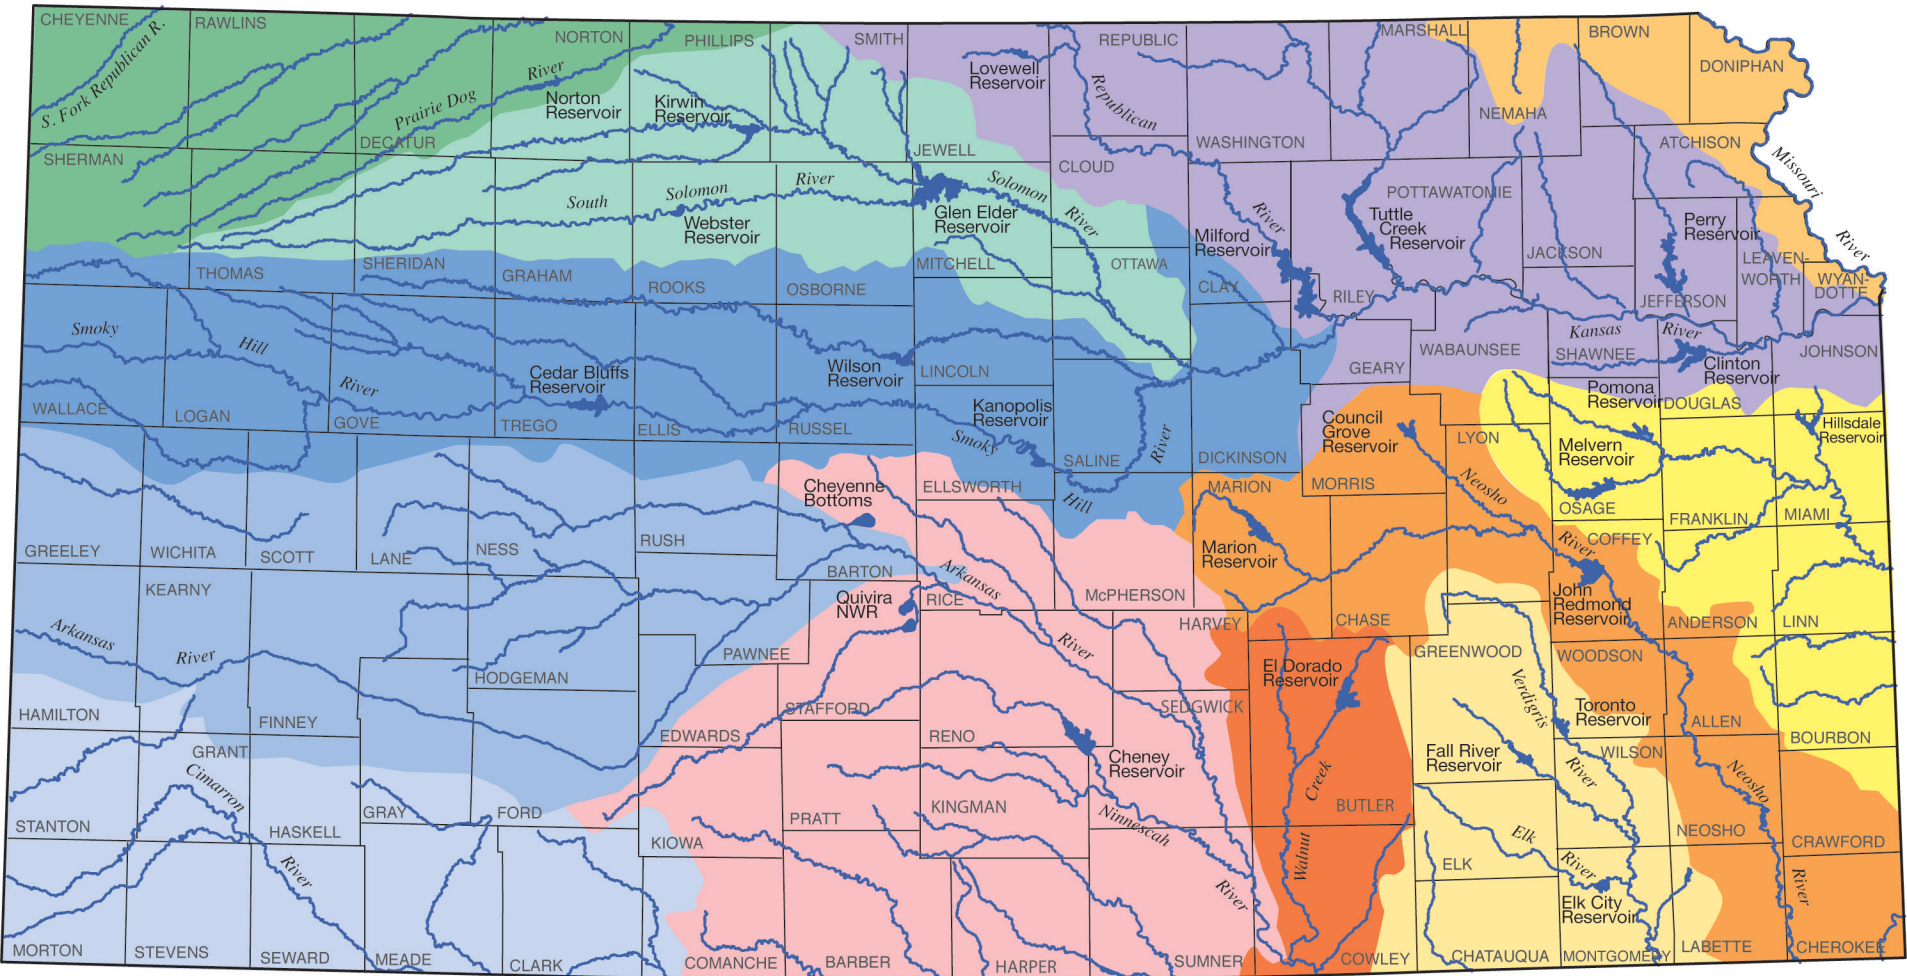 CHEYENNE
RAWLINS
NORTON
PHILLIPS
SMITH
REPUBLIC
MARSHALL
BROWN
DONIPHAN
S. Fork Republican R.
Prairie Dog
River
Norton
Reservoir
Kirwin
Reservoir
Lovewell
Reservoir
Republican
NEMAHA
DECATUR
JEWELL
WASHINGTON
ATCHISON
Missouri
River
SHERMAN
CLOUD
POTTAWATONIE
South
Solomon
River
Webster
Reservoir
Glen Elder
Reservoir
Solomon
River
River
Milford
Reservoir
Tuttle
Creek
Reservoir
Perry
Reservoir
THOMAS
SHERIDAN
GRAHAM
ROOKS
OSBORNE
MITCHELL
OTTAWA
CLAY
RILEY
JACKSON
JEFFERSON
LEAVEN-
WORTH
WYAN-
DOTTE
Smoky
Hill
River
Cedar Bluffs
Reservoir
Wilson
Reservoir
LINCOLN
GEARY
WABAUNSEE
Kansas
River
SHAWNEE
Clinton
Reservoir
JOHNSON
WALLACE
LOGAN
GOVE
TREGO
ELLIS
RUSSEL
Kanopolis
Reservoir
Smoky
Hill
River
SALINE
DICKINSON
Council
Grove
Reservoir
LYON
Pomona
Reservoir
DOUGLAS
Melvern
Reservoir
Hillsdale
Reservoir
Cheyenne
Bottoms
ELLSWORTH
MARION
MORRIS
Neosho
River
OSAGE
FRANKLIN
MIAMI
GREELEY
WICHITA
SCOTT
LANE
NESS
RUSH
BARTON
Marion
Reservoir
COFFEY
KEARNY
Quivira
NWR
RICE
Arkansas
River
McPHERSON
HARVEY
CHASE
John
Redmond
Reservoir
ANDERSON
LINN
Arkansas
River
HODGEMAN
PAWNEE
El Dorado
Reservoir
GREENWOOD
WOODSON
HAMILTON
FINNEY
STAFFORD
SEDGWICK
Verdigris
River
Toronto
Reservoir
ALLEN
BOURBON
GRANT
EDWARDS
RENO
Cheney
Reservoir
Fall River
Reservoir
WILSON
Neosho
River
Cimarron
River
STANTON
HASKELL
GRAY
FORD
KIOWA
PRATT
KINGMAN
Ninnescah
River
Walnut
Creek
BUTLER
Elk
River
ELK
NEOSHO
CRAWFORD
Elk City
Reservoir
MORTON
STEVENS
SEWARD
MEADE
CLARK
COMANCHE
BARBER
HARPER
SUMNER
COWLEY
CHATAUQUA
MONTGOMERY
LABETTE
CHEROKEE